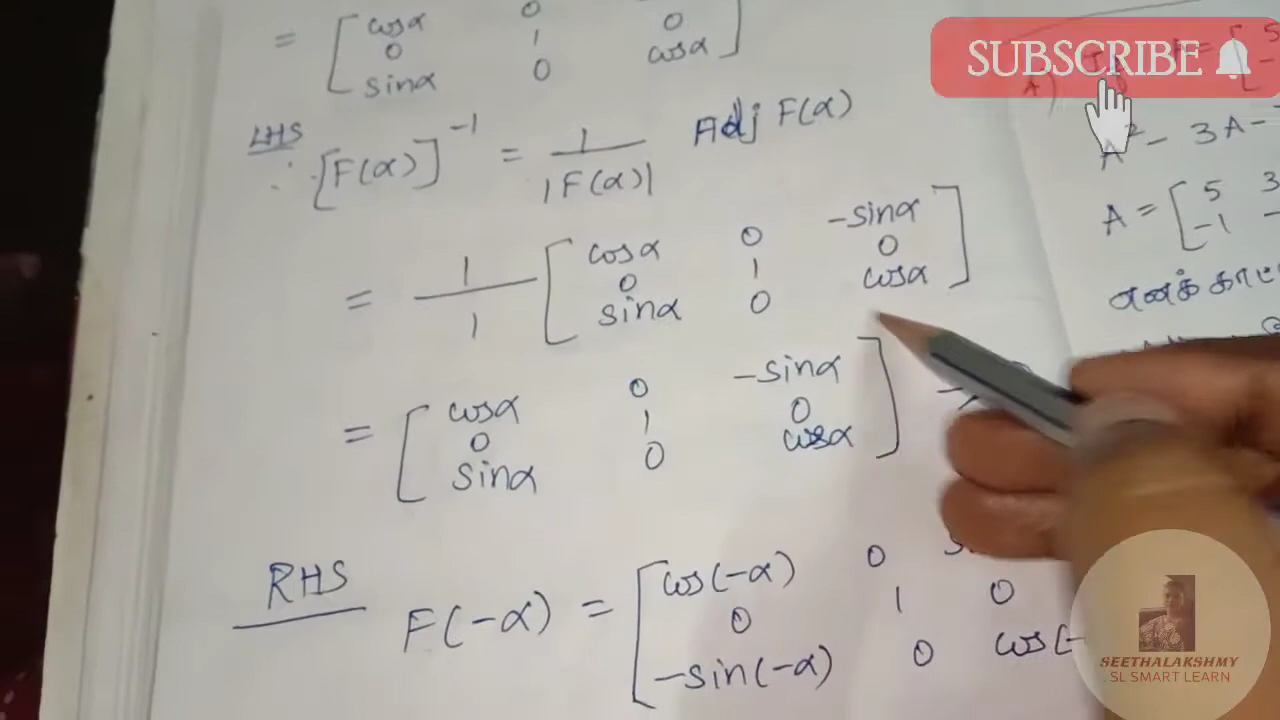 = [ cosα 0
0 1 0
sinα 0 cosα ]
SUBSCRIBE
LHS
∴ [F(α)]⁻¹ = 1/|F(α)| Adj F(α)
= 1/1 [ cosα 0 -sinα
0 1 0
sinα 0 cosα ]
= [ cosα 0 -sinα ] →
0 1 0
sinα 0 cosα
RHS
F(-α) = [ cos(-α) 0
0 1 0
-sin(-α) 0 cos(-
A² - 3A -
A = [ 5 3
-1 -
எனக் காட்
SEETHALAKSHMY
SL SMART LEARN